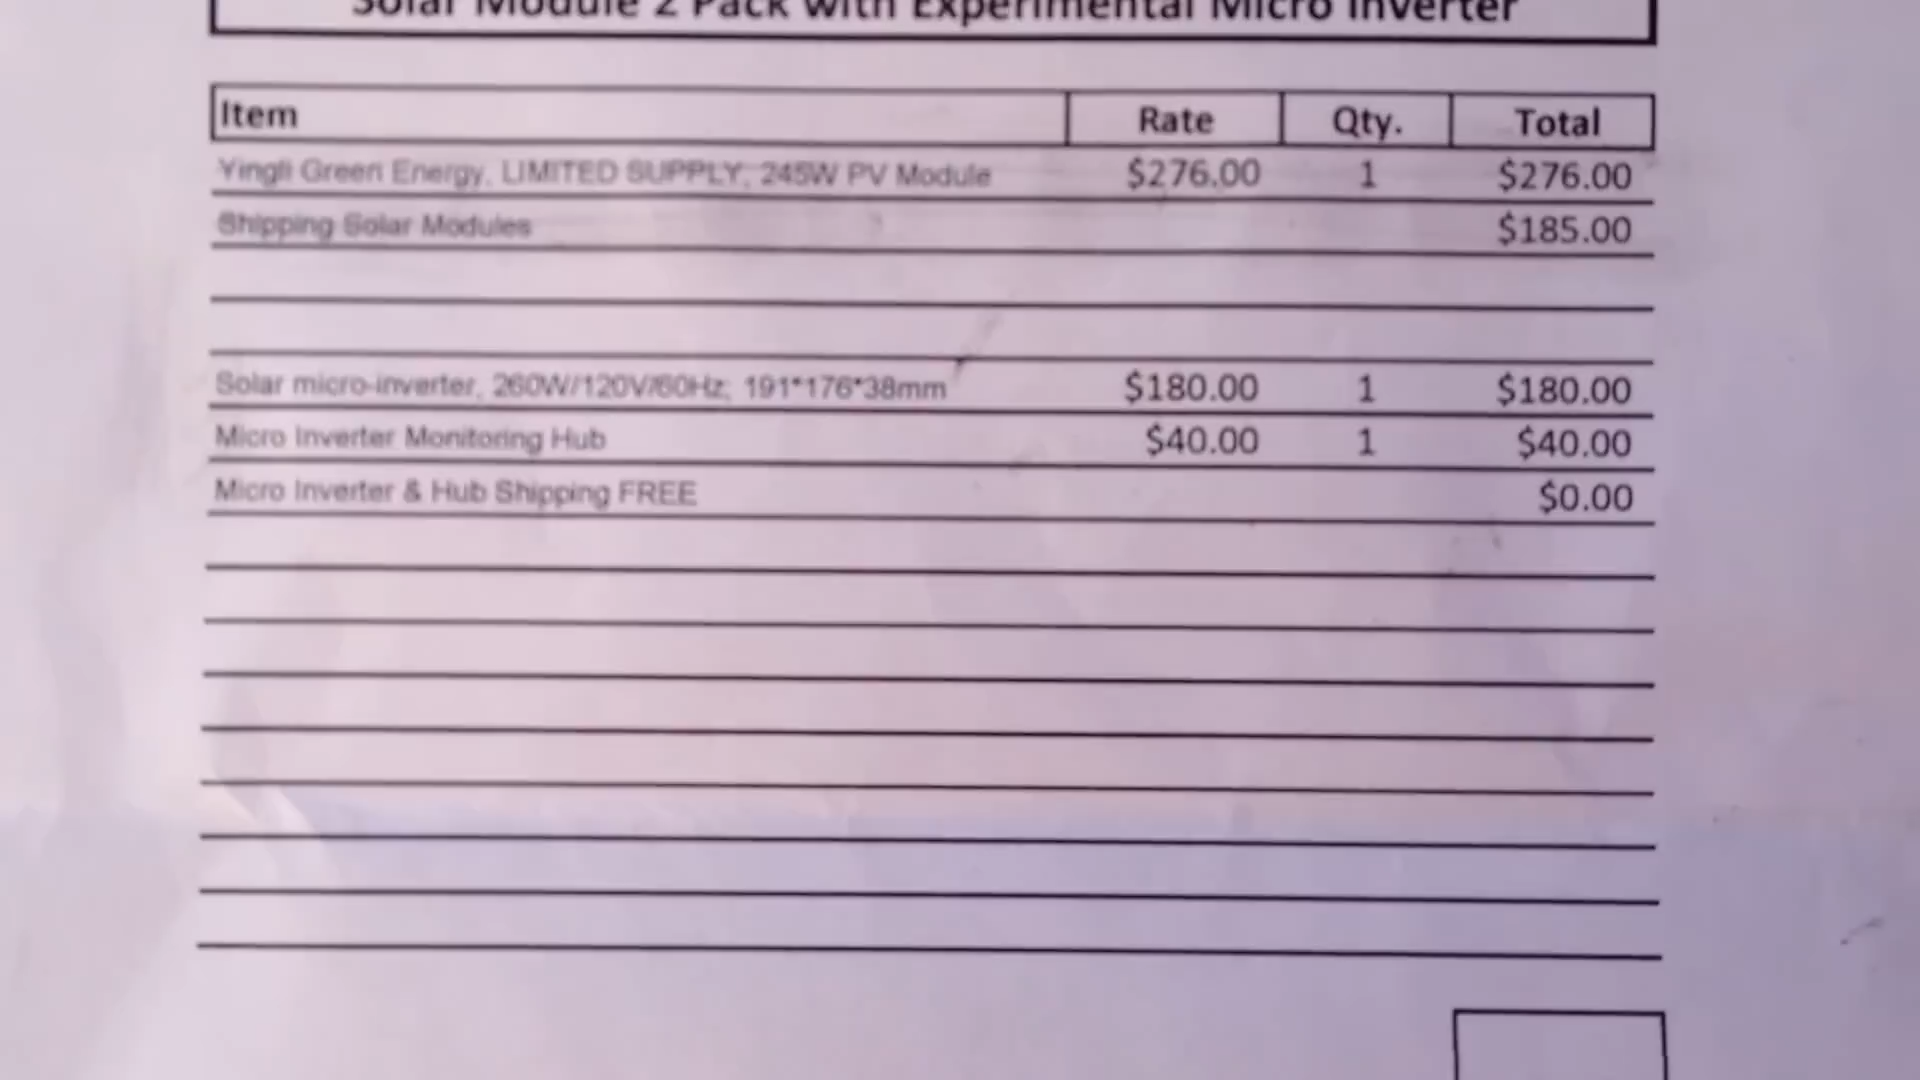 Solar Module 2 Pack with Experimental Micro Inverter
Item Rate Qty. Total
Yingli Green Energy, LIMITED SUPPLY, 245W PV Module $276.00 1 $276.00
Shipping Solar Modules $185.00
Solar micro-inverter, 260W/120V/60Hz; 191*176*38mm $180.00 1 $180.00
Micro Inverter Monitoring Hub $40.00 1 $40.00
Micro Inverter & Hub Shipping FREE $0.00